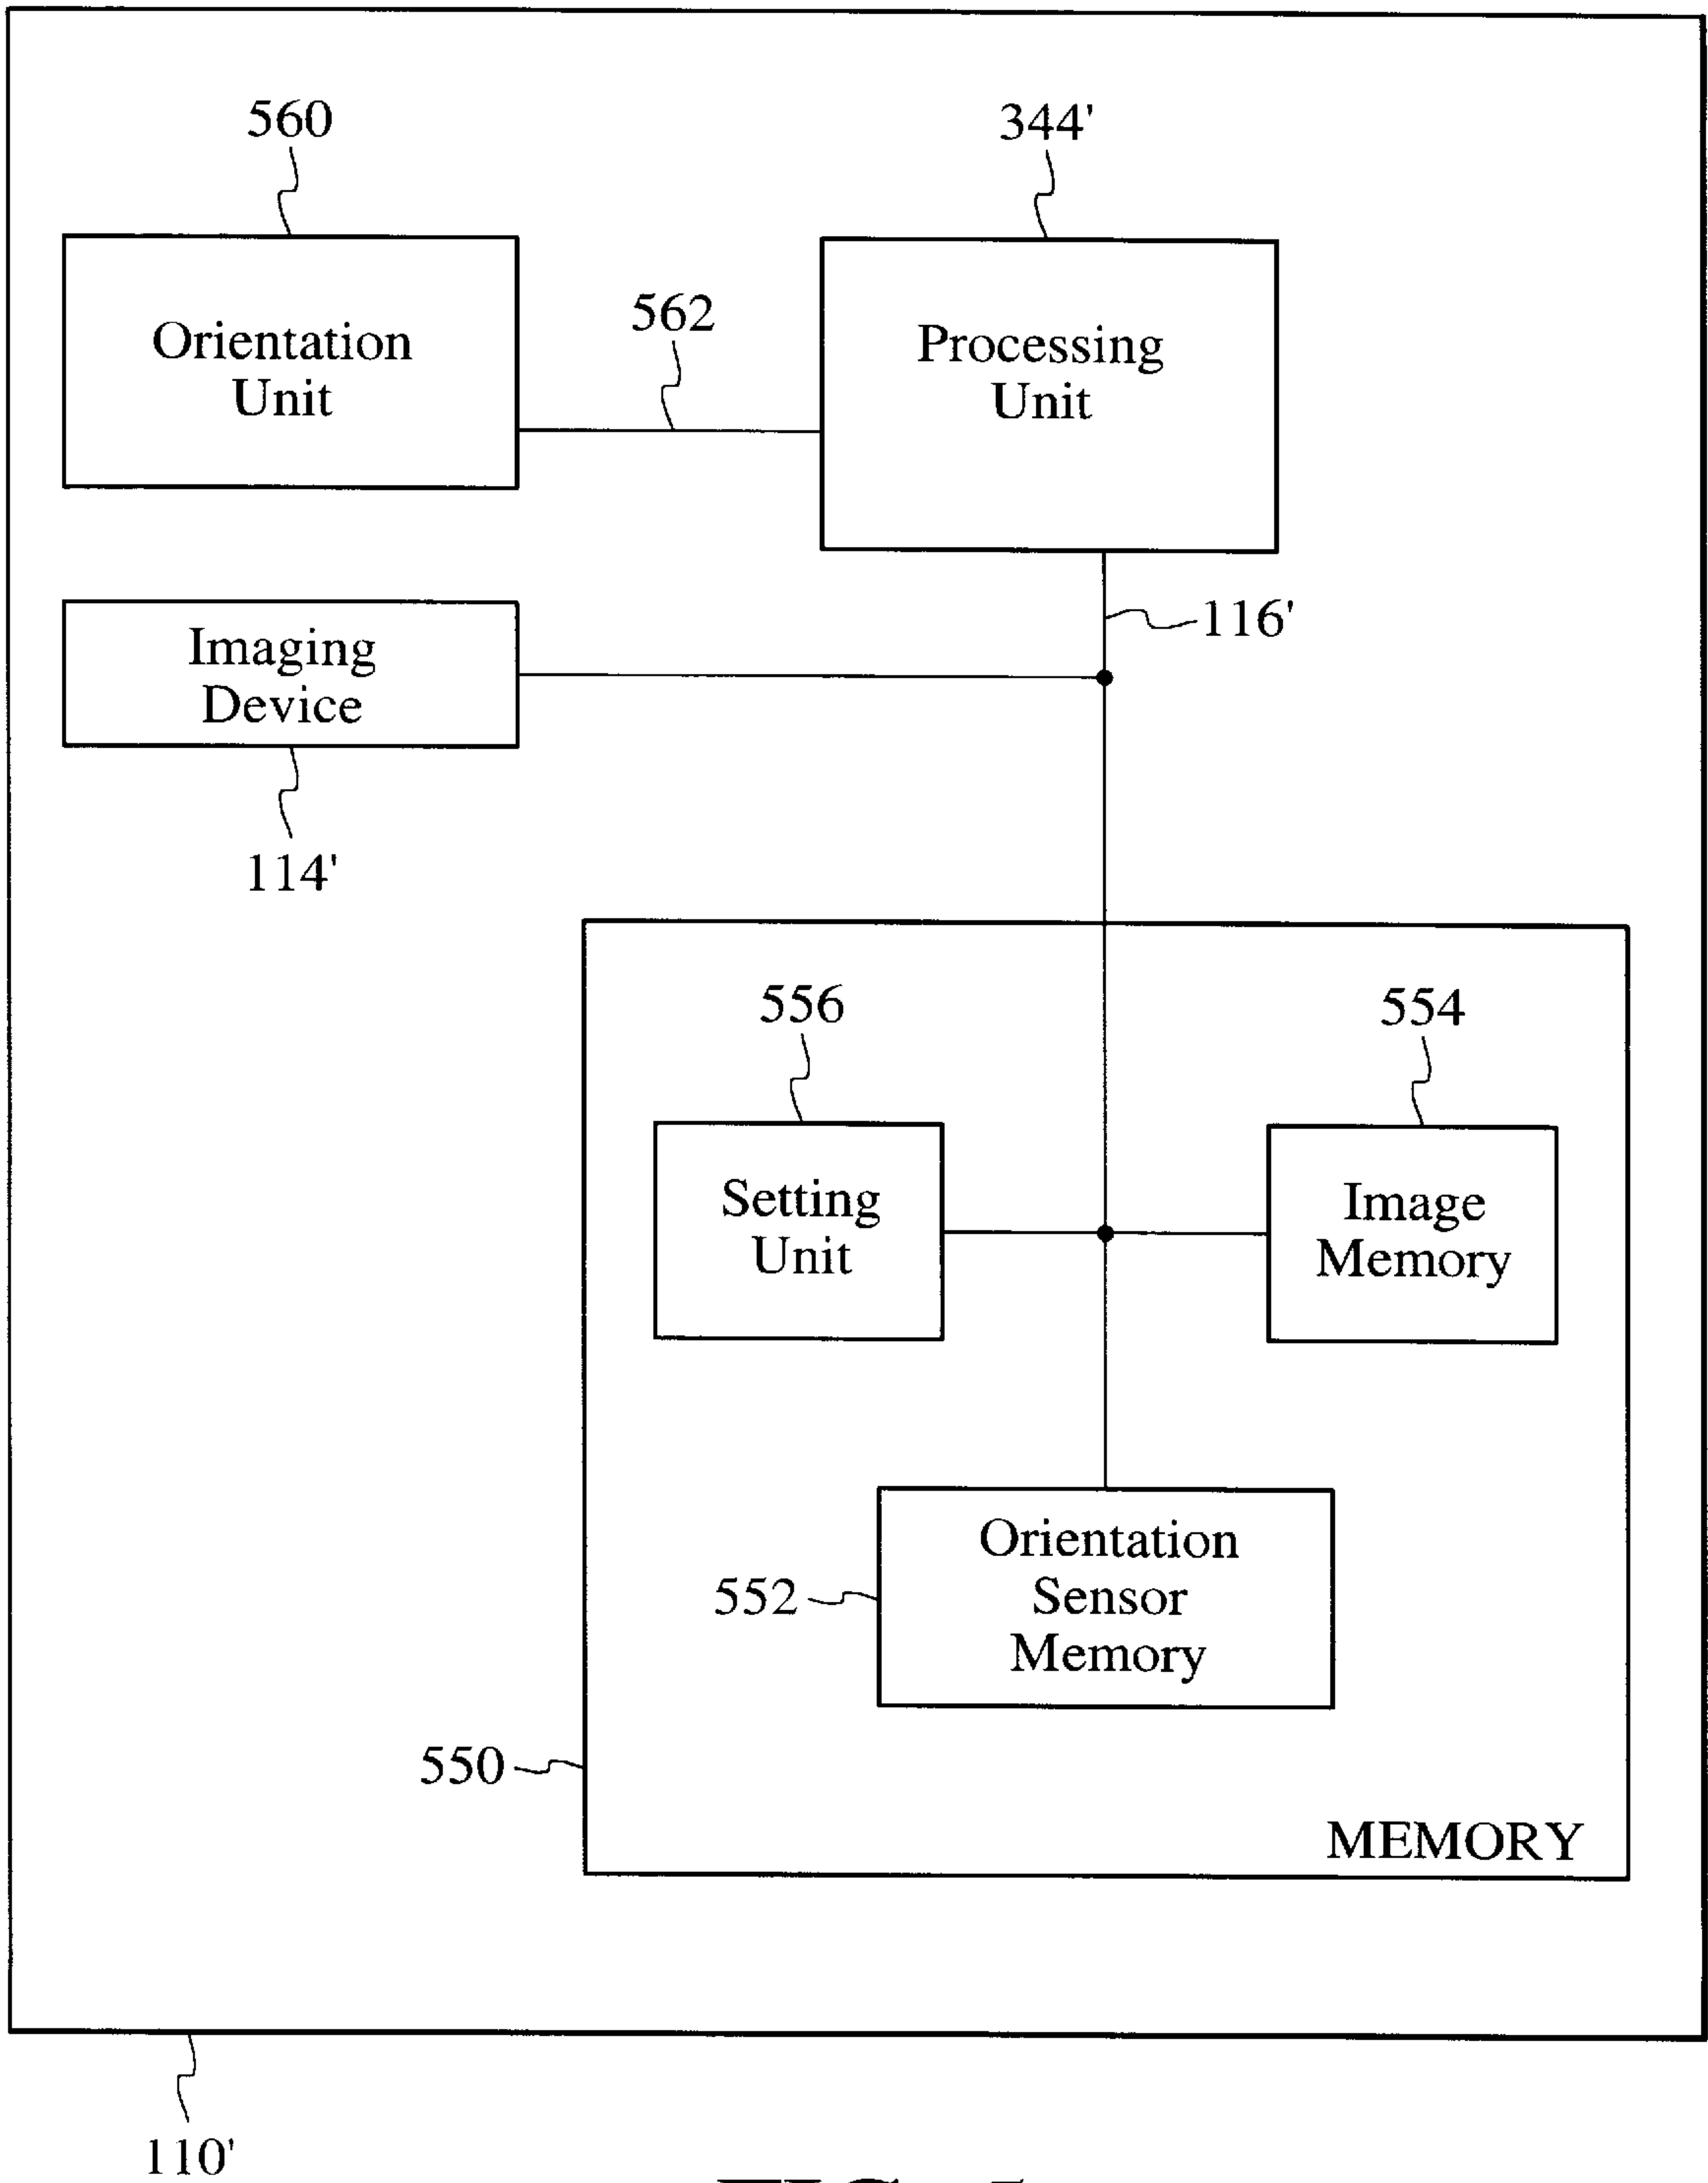 560
344'
562
Orientation
Unit
Processing
Unit
116'
Imaging
Device
114'
556
554
Setting
Unit
Image
Memory
Orientation
Sensor
Memory
552
550
MEMORY
110'